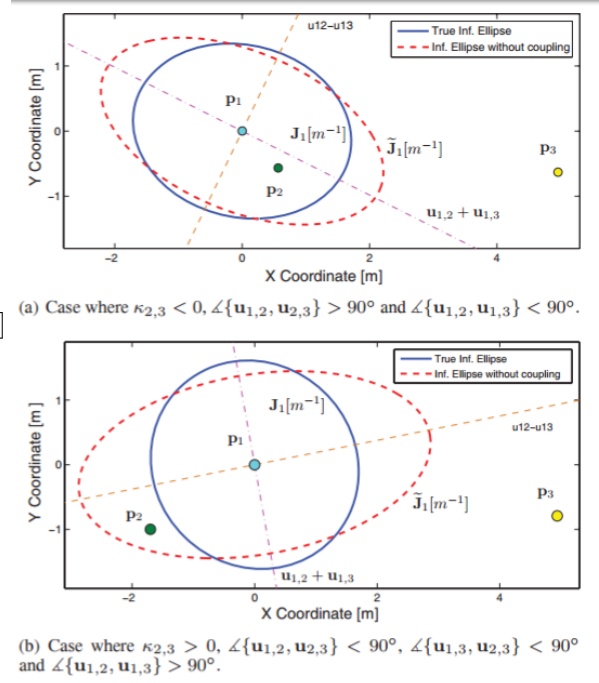 u12-u13
True Inf. Ellipse
Inf. Ellipse without coupling
Y Coordinate [m]
1
0
−1
p₁
J₁[m⁻¹]
J̃₁[m⁻¹]
p₂
p₃
u₁,₂ + u₁,₃
−2 0 2 4
X Coordinate [m]
(a) Case where κ₂,₃ < 0, ∡{u₁,₂, u₂,₃} > 90° and ∡{u₁,₂, u₁,₃} < 90°.
True Inf. Ellipse
Inf. Ellipse without coupling
Y Coordinate [m]
1
0
−1
J₁[m⁻¹]
u12-u13
p₁
p₂
J̃₁[m⁻¹]
p₃
u₁,₂ + u₁,₃
−2 0 2 4
X Coordinate [m]
(b) Case where κ₂,₃ > 0, ∡{u₁,₂, u₂,₃} < 90°, ∡{u₁,₃, u₂,₃} < 90°
and ∡{u₁,₂, u₁,₃} > 90°.